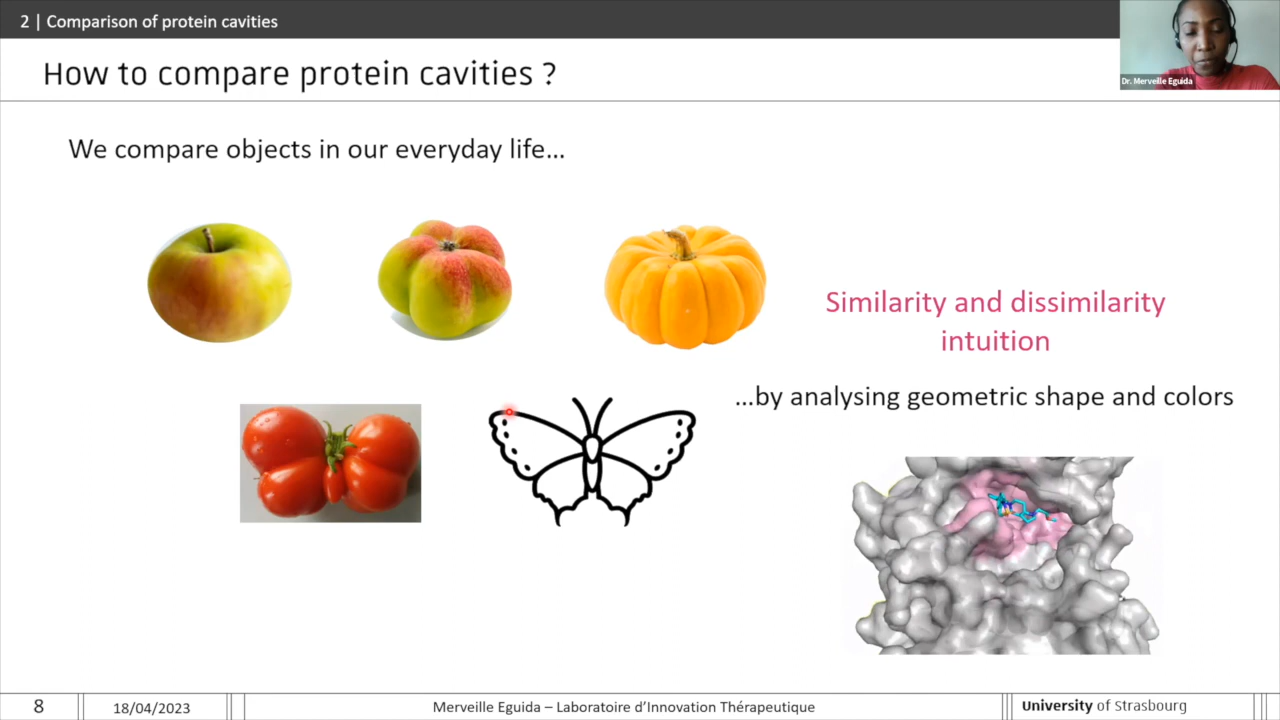 2 | Comparison of protein cavities
Dr. Merveille Eguida
How to compare protein cavities ?
We compare objects in our everyday life…
Similarity and dissimilarity
intuition
…by analysing geometric shape and colors
8
18/04/2023
Merveille Eguida – Laboratoire d’Innovation Thérapeutique
University of Strasbourg